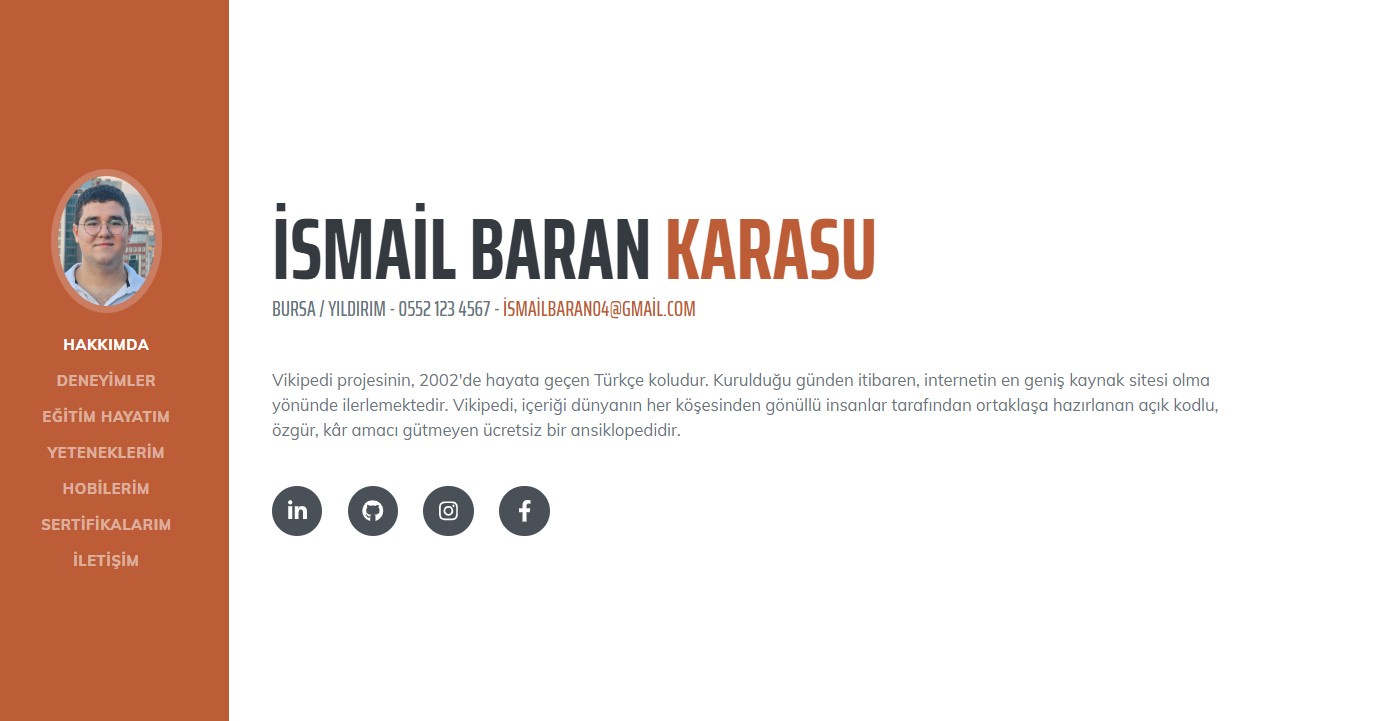 HAKKIMDA
DENEYİMLER
EĞİTİM HAYATIM
YETENEKLERİM
HOBİLERİM
SERTİFİKALARIM
İLETİŞİM
İSMAİL BARAN KARASU
BURSA / YILDIRIM - 0552 123 4567 - İSMAİLBARAN04@GMAİL.COM
Vikipedi projesinin, 2002'de hayata geçen Türkçe koludur. Kurulduğu günden itibaren, internetin en geniş kaynak sitesi olma
yönünde ilerlemektedir. Vikipedi, içeriği dünyanın her köşesinden gönüllü insanlar tarafından ortaklaşa hazırlanan açık kodlu,
özgür, kâr amacı gütmeyen ücretsiz bir ansiklopedidir.